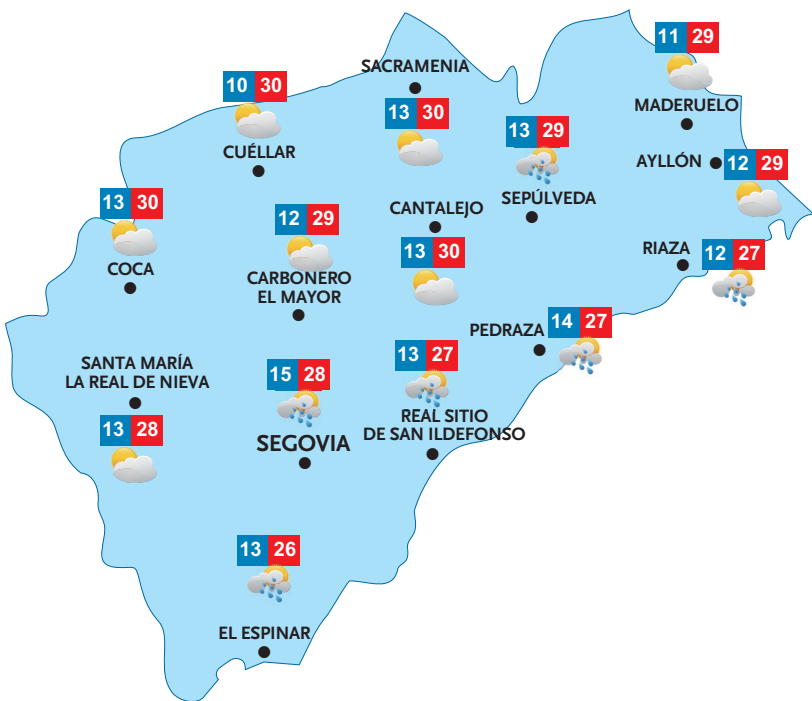 11 29
MADERUELO
SACRAMENIA
13 30
10 30
CUÉLLAR
13 29
SEPÚLVEDA
AYLLÓN
12 29
13 30
COCA
12 29
CARBONERO
EL MAYOR
CANTALEJO
13 30
RIAZA
12 27
PEDRAZA
14 27
SANTA MARÍA
LA REAL DE NIEVA
13 28
15 28
SEGOVIA
13 27
REAL SITIO
DE SAN ILDEFONSO
13 26
EL ESPINAR